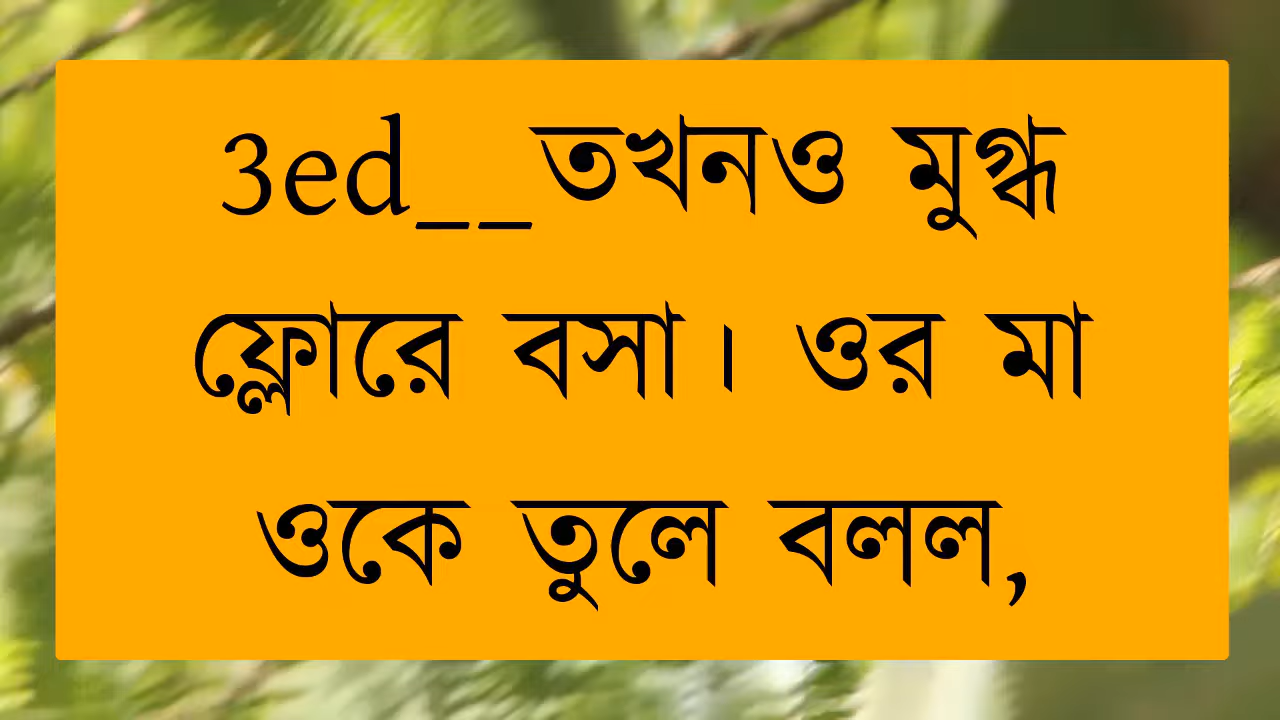 3ed__তখনও মুগ্ধ
ফ্লোরে বসা। ওর মা
ওকে তুলে বলল,